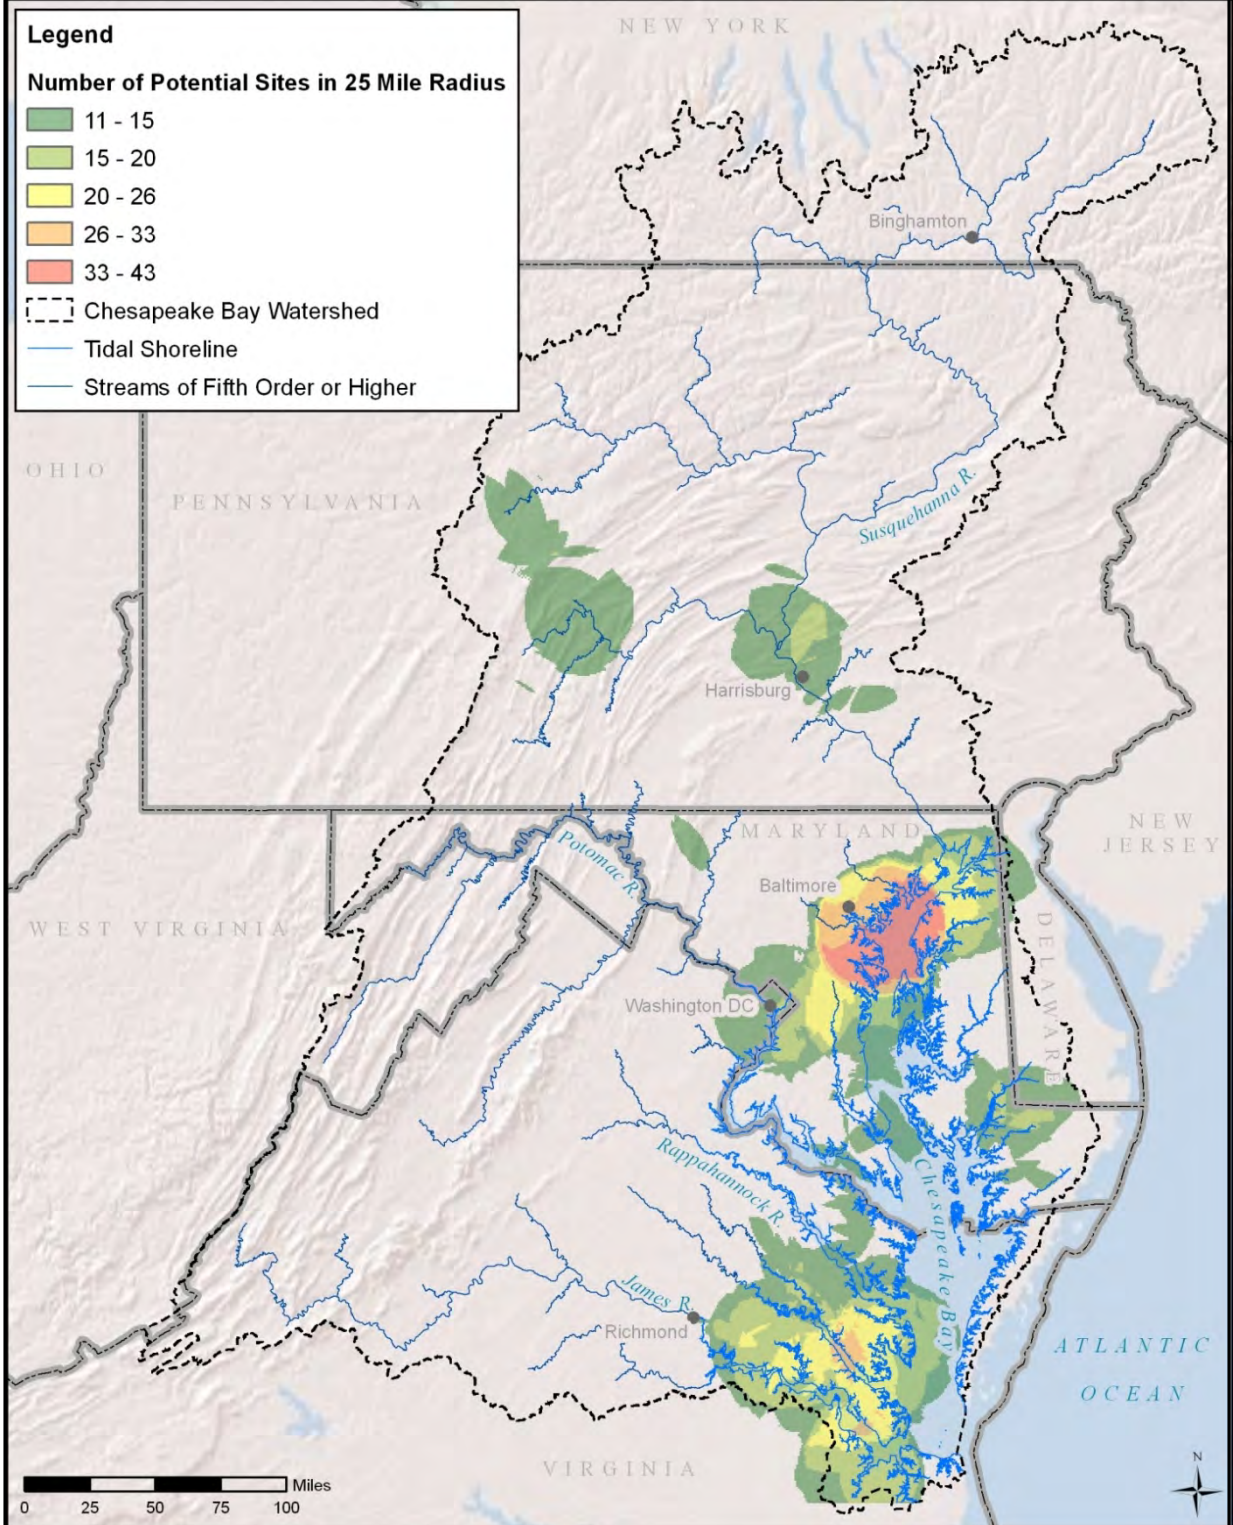 Legend
Number of Potential Sites in 25 Mile Radius
11 - 15
15 - 20
20 - 26
26 - 33
33 - 43
Chesapeake Bay Watershed
Tidal Shoreline
Streams of Fifth Order or Higher
NEW YORK
Binghamton
OHIO
PENNSYLVANIA
Susquehanna R.
Harrisburg
MARYLAND
NEW
JERSEY
Potomac R.
Baltimore
WEST VIRGINIA
DELAWARE
Washington DC
Rappahannock R.
Chesapeake Bay
James R.
Richmond
ATLANTIC
OCEAN
VIRGINIA
N
Miles
0 25 50 75 100